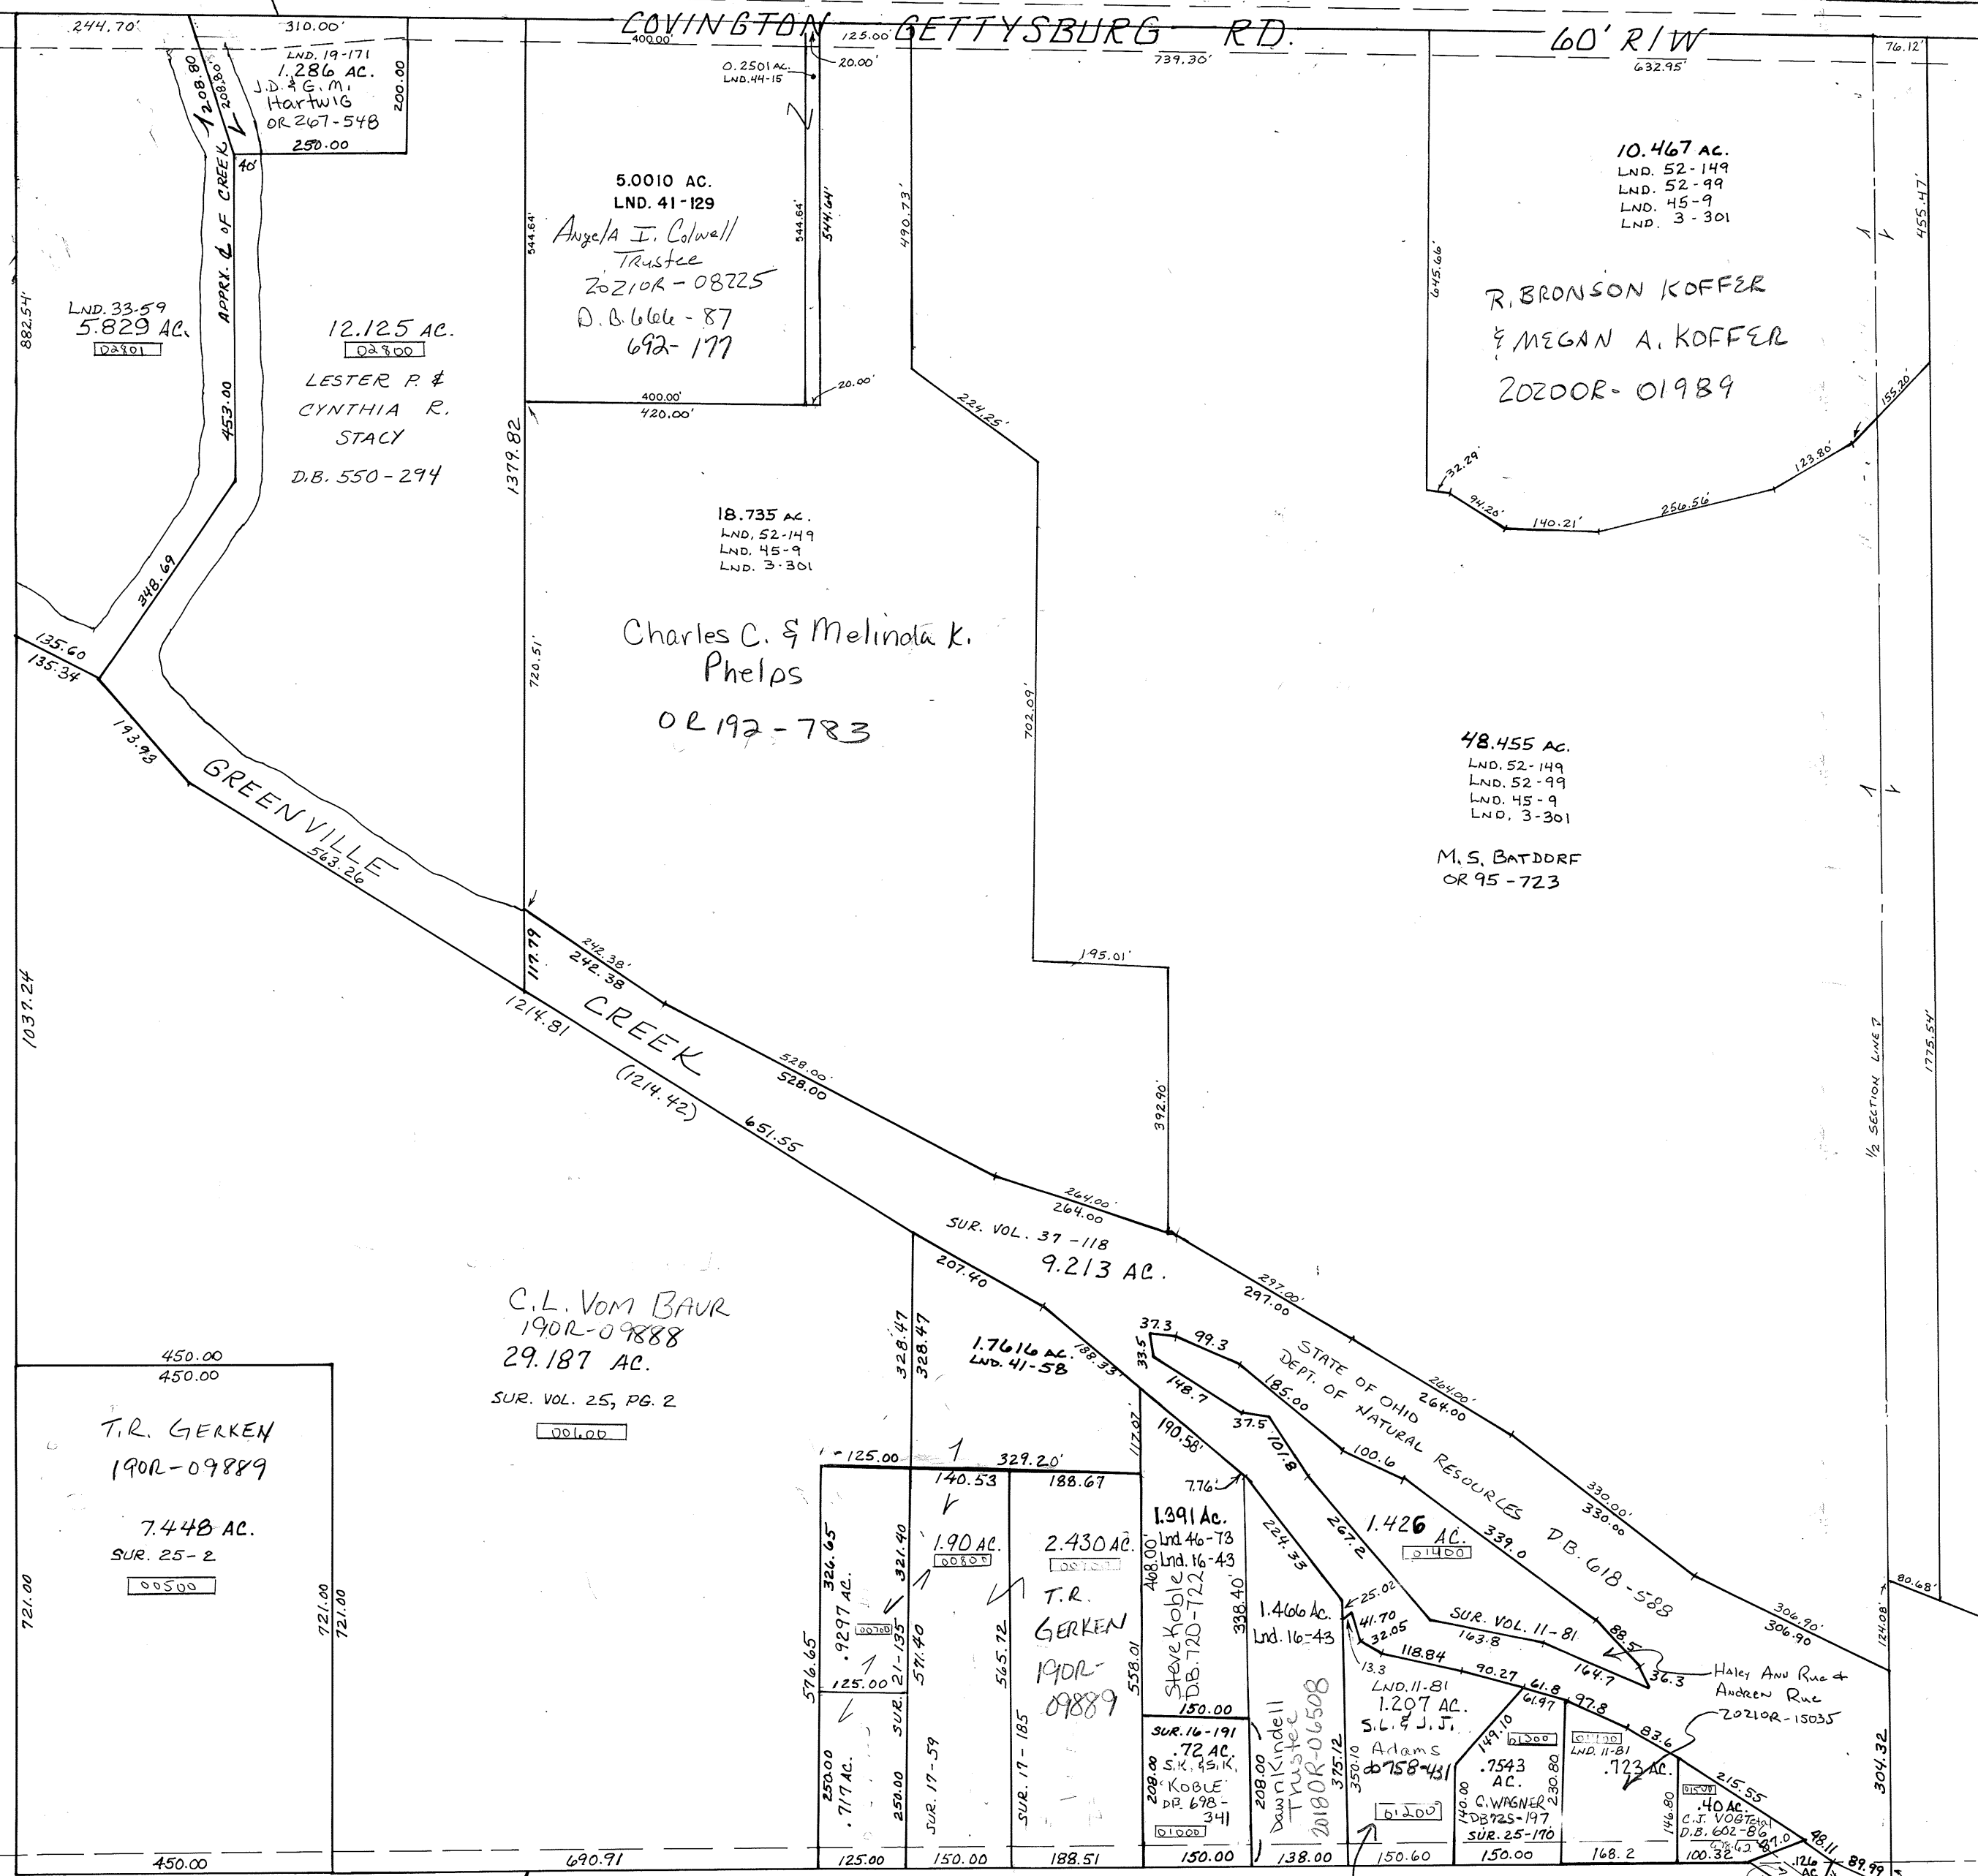 COVINGTON GETTYSBURG RD.
60' R/W
244.70'
310.00'
400.00'
125.00'
739.30'
632.95'
76.12'
20.00'
208.80
208.80
LND. 19-171
1.286 AC.
J.D. & G.M.
Hartwig
OR 267-548
200.00
250.00
40'
0.2501 AC.
LND. 44-15
APPRX. ℄ OF CREEK
453.00
882.54'
LND. 33-59
5.829 AC.
02801
12.125 AC.
02800
LESTER P. &
CYNTHIA R.
STACY
D.B. 550-294
348.69
135.60
135.34
193.93
GREENVILLE
563.26
5.0010 AC.
LND. 41-129
Angela I. Colwell
Trustee
2021OR-08225
D.B. 666-87
692-177
544.64'
544.64'
544.64'
490.73'
400.00'
420.00'
20.00'
1379.82
224.25'
18.735 AC.
LND. 52-149
LND. 45-9
LND. 3-301
Charles C. & Melinda K.
Phelps
OR 192-783
720.51'
702.09'
10.467 AC.
LND. 52-149
LND. 52-99
LND. 45-9
LND. 3-301
R. BRONSON KOFFER
& MEGAN A. KOFFER
2020OR-01989
645.66'
455.47'
155.20'
123.80'
256.56'
140.21'
94.20'
32.29'
48.455 AC.
LND. 52-149
LND. 52-99
LND. 45-9
LND. 3-301
M.S. BATDORF
OR 95-723
195.01'
392.90'
1/2 SECTION LINE
1775.54'
117.79
242.38'
242.38
CREEK
1214.81
(1214.42)
528.00'
528.00
651.55
264.00'
264.00
1037.24
SUR. VOL. 37-118
9.213 AC.
207.40
188.33'
297.00'
297.00
STATE OF OHIO
DEPT. OF NATURAL RESOURCES D.B. 618-588
264.00'
264.00
330.00'
330.00
306.90'
306.90
80.68'
124.08'
304.32
C.L. VOM BAUR
19OR-09888
29.187 AC.
SUR. VOL. 25, PG. 2
00600
450.00
450.00
T.R. GERKEN
19OR-09889
7.448 AC.
SUR. 25-2
00500
721.00
721.00
721.00
328.47
328.47
1.7616 AC.
LND. 41-58
37.3
99.3
33.5
148.7
37.5
185.00
101.8
100.6
117.07'
190.58'
7.76'
125.00
329.20'
140.53
188.67
326.65
.9297 AC.
00700
321.40
576.65
571.40
125.00
SUR. 21-135
250.00
.717 AC.
250.00
1.90 AC.
00800
SUR. 17-59
565.72
SUR. 17-185
2.430 AC.
T.R.
GERKEN
19OR-
09889
558.01
468.00
1.391 Ac.
Lnd 46-73
Lnd. 16-43
Steve Koble
D.B. 720-722
150.00
SUR. 16-191
.72 AC.
S.K. & S.K.
KOBLE
DB. 698-
341
01000
208.00
208.00
338.40'
224.33
1.466 Ac.
Lnd. 16-43
Dawn Kindell
Trustee
2018OR-06508
375.12
350.10
267.2
1.426
AC.
01400
339.0
25.02
41.70
32.05
13.3
118.84
90.27
SUR. VOL. 11-81
163.8
164.7
88.5
36.3
Haley Ann Rue &
Andrew Rue
2021OR-15035
LND. 11-81
1.207 AC.
S.L. & J.J.
Adams
db758-431
01200
61.8
61.97
149.10
140.00
01300
.7543
AC.
C. WAGNER
DB725-197
SUR. 25-170
230.80
97.8
83.6
LND. 11-81
.723 AC.
146.80
215.55
01500
.40 AC.
D.B. 602-86
87.0
48.11
.126
AC
89.99
450.00
690.91
125.00
150.00
188.51
150.00
138.00
150.60
150.00
168.2
100.32